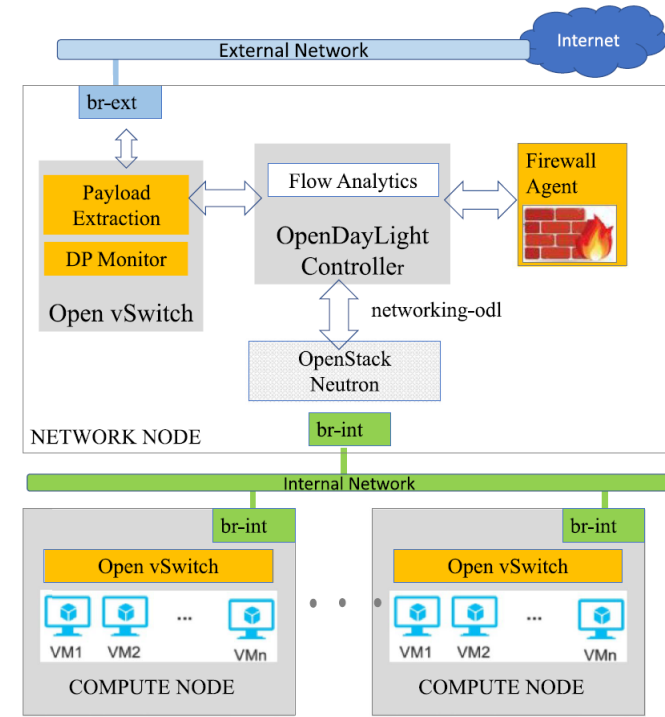 Internet
External Network
br-ext
Payload
Extraction
DP Monitor
Open vSwitch
Flow Analytics
OpenDayLight
Controller
Firewall
Agent
networking-odl
OpenStack
Neutron
br-int
NETWORK NODE
Internal Network
br-int
Open vSwitch
VM1 VM2 ... VMn
COMPUTE NODE
br-int
Open vSwitch
VM1 VM2 ... VMn
COMPUTE NODE